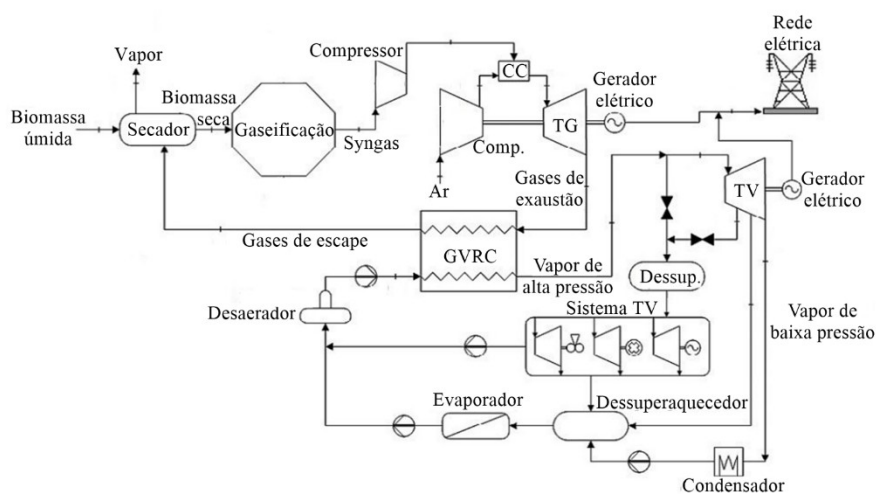 Rede
elétrica
Vapor
Compressor
CC
Gerador
elétrico
Biomassa
seca
Biomassa
úmida
Secador
Gaseificação
Syngas
Comp.
TG
Ar
Gases de
exaustão
TV
Gerador
elétrico
Gases de escape
GVRC
Vapor de
alta pressão
Dessup.
Desaerador
Sistema TV
Vapor de
baixa pressão
Evaporador
Dessuperaquecedor
Condensador